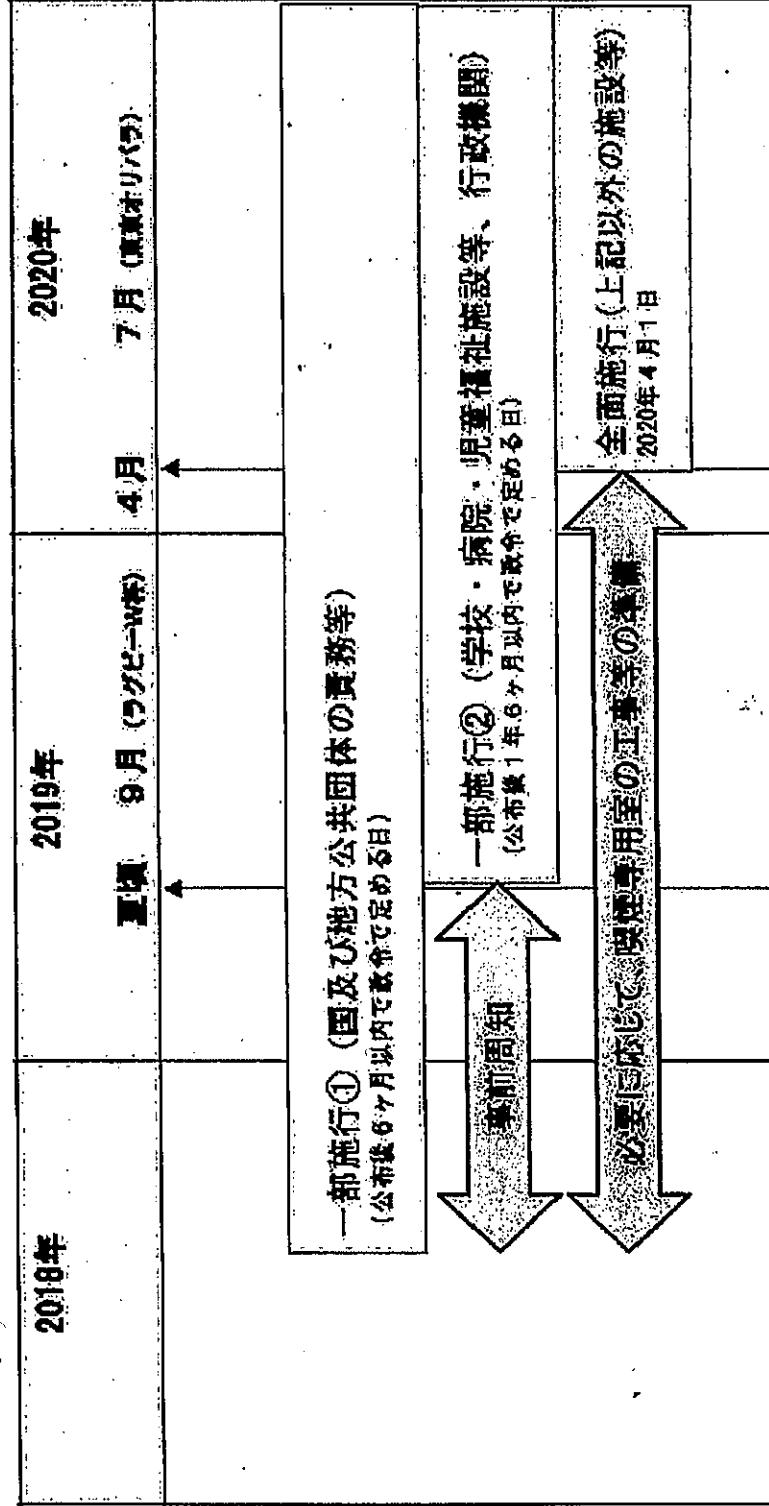 2018年
2019年
2020年
夏頃 9月 (ラグビーW杯)
4月 7月 (東京オリパラ)
一部施行① (国及び地方公共団体の責務等)
(公布後6ヶ月以内で政令で定める日)
事前周知
一部施行② (学校・病院・児童福祉施設等、行政機関)
(公布後1年6ヶ月以内で政令で定める日)
必要に応じて、喫煙専用室の工事等の準備
全面施行 (上記以外の施設等)
2020年4月1日